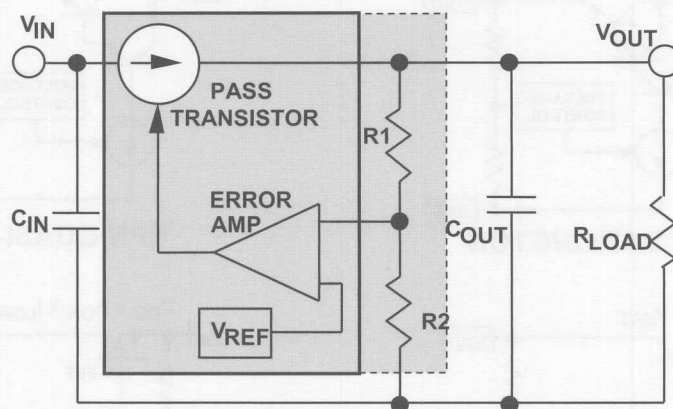 VIN
VOUT
PASS
TRANSISTOR
R1
ERROR
AMP
CIN
COUT
RLOAD
VREF
R2